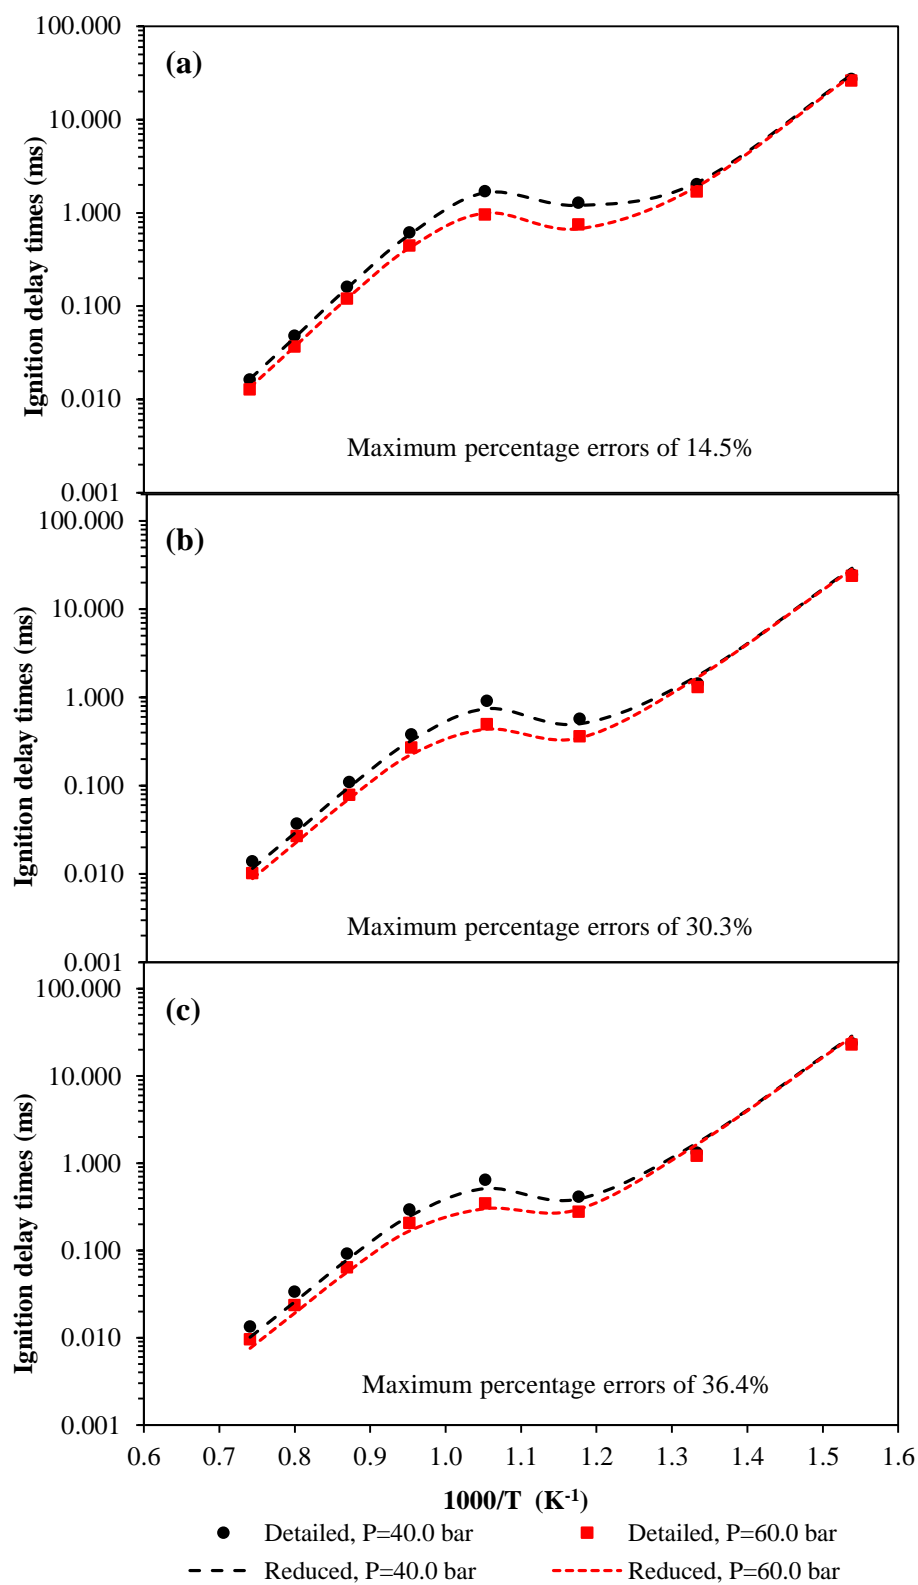 (a)
Ignition delay times (ms)
100.000
10.000
1.000
0.100
0.010
0.001
Maximum percentage errors of 14.5%
(b)
Ignition delay times (ms)
100.000
10.000
1.000
0.100
0.010
0.001
Maximum percentage errors of 30.3%
(c)
Ignition delay times (ms)
100.000
10.000
1.000
0.100
0.010
0.001
Maximum percentage errors of 36.4%
0.6 0.7 0.8 0.9 1.0 1.1 1.2 1.3 1.4 1.5 1.6
1000/T (K⁻¹)
Detailed, P=40.0 bar Detailed, P=60.0 bar
Reduced, P=40.0 bar Reduced, P=60.0 bar